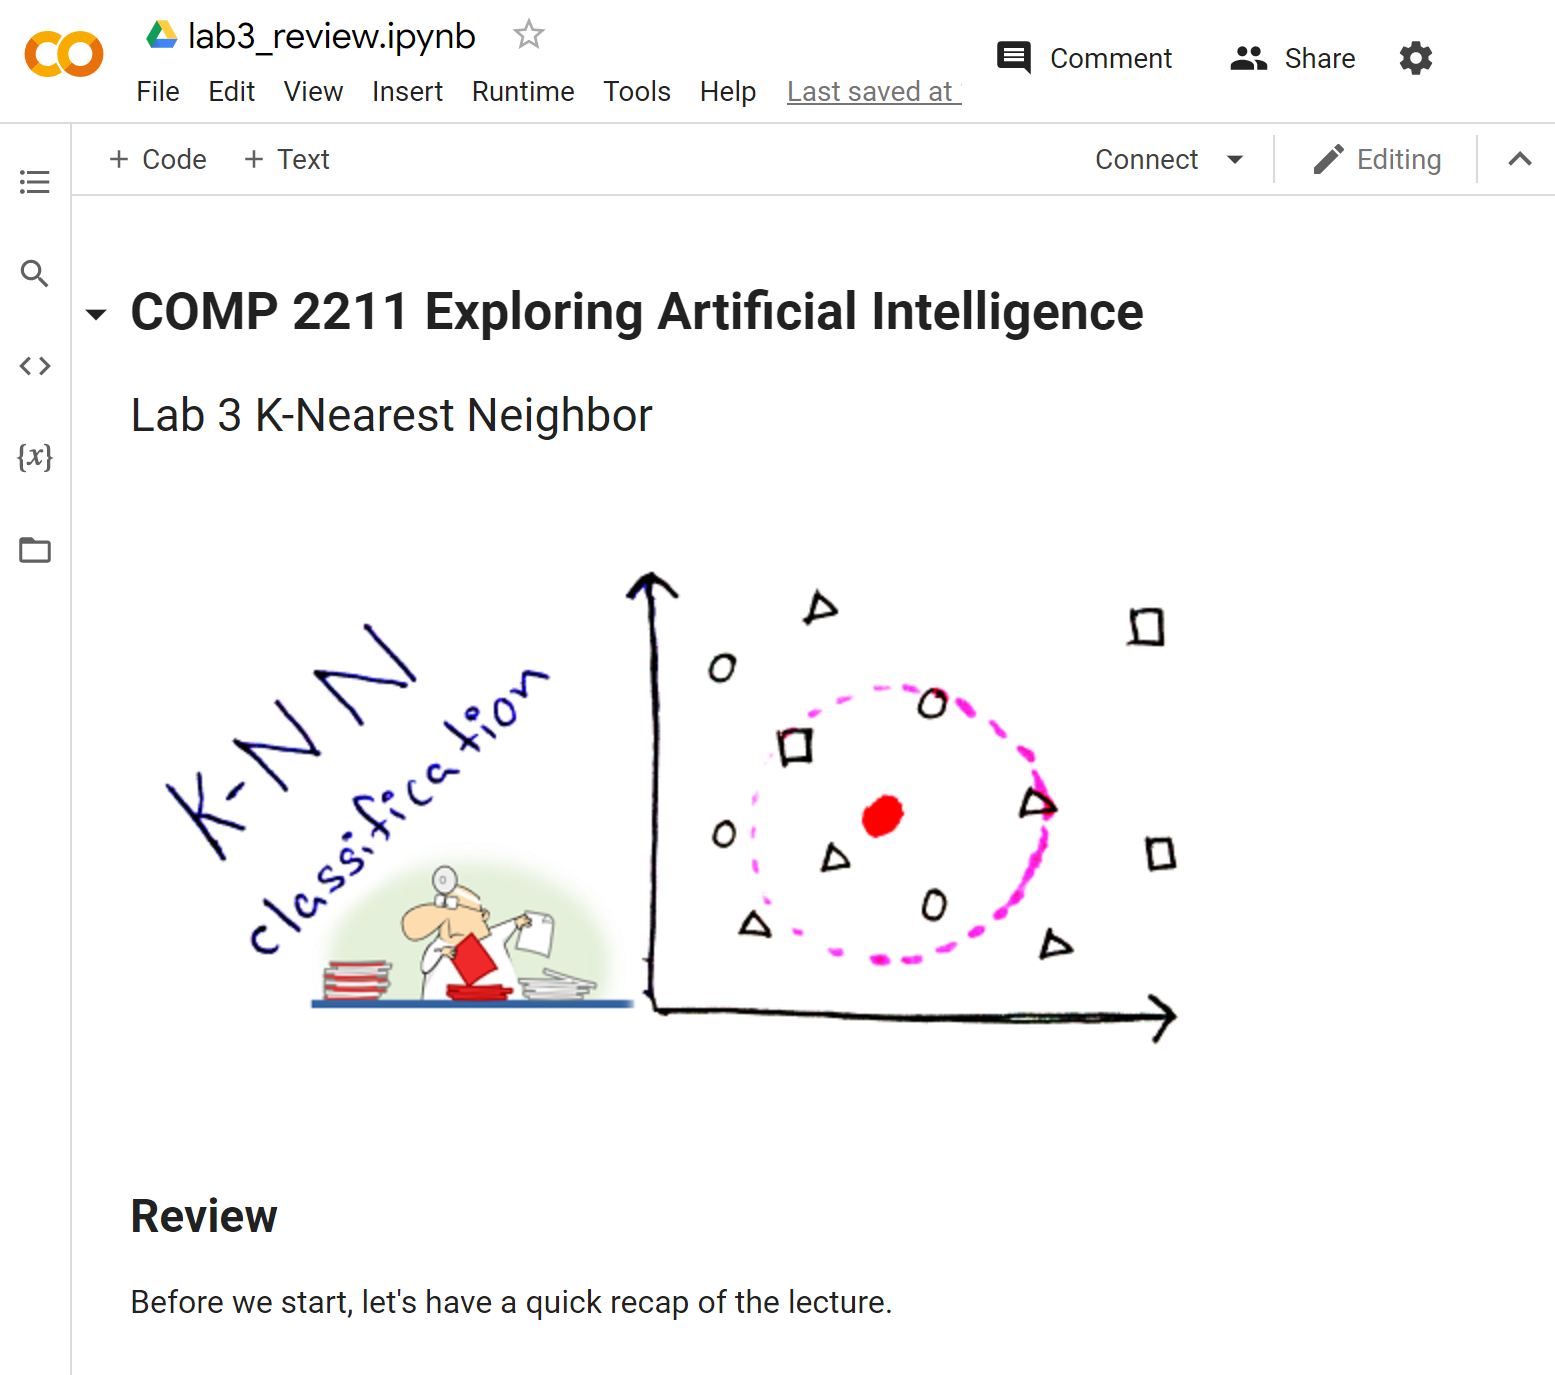 lab3_review.ipynb
File Edit View Insert Runtime Tools Help Last saved at
Comment
Share
+ Code + Text
Connect
Editing
{x}
COMP 2211 Exploring Artificial Intelligence
Lab 3 K-Nearest Neighbor
K-NN
classification
Review
Before we start, let's have a quick recap of the lecture.